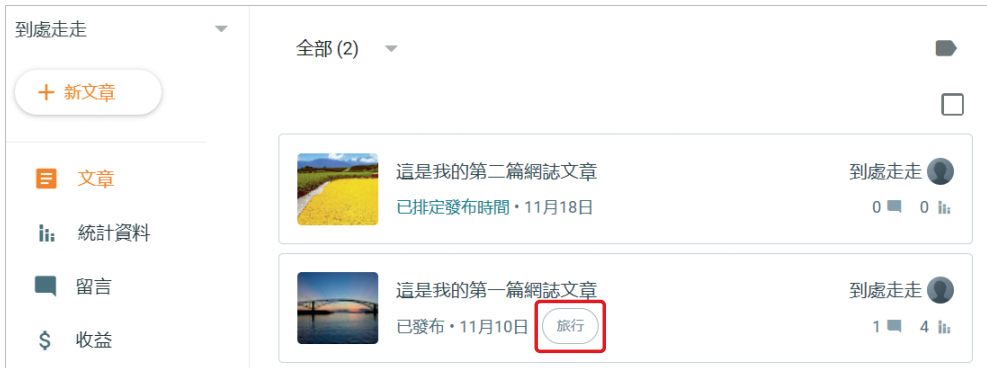 到處走走
+ 新文章
文章
統計資料
留言
$ 收益
全部 (2)
這是我的第二篇網誌文章
到處走走
已排定發布時間・11月18日
0 0
這是我的第一篇網誌文章
到處走走
已發布・11月10日 旅行
1 4